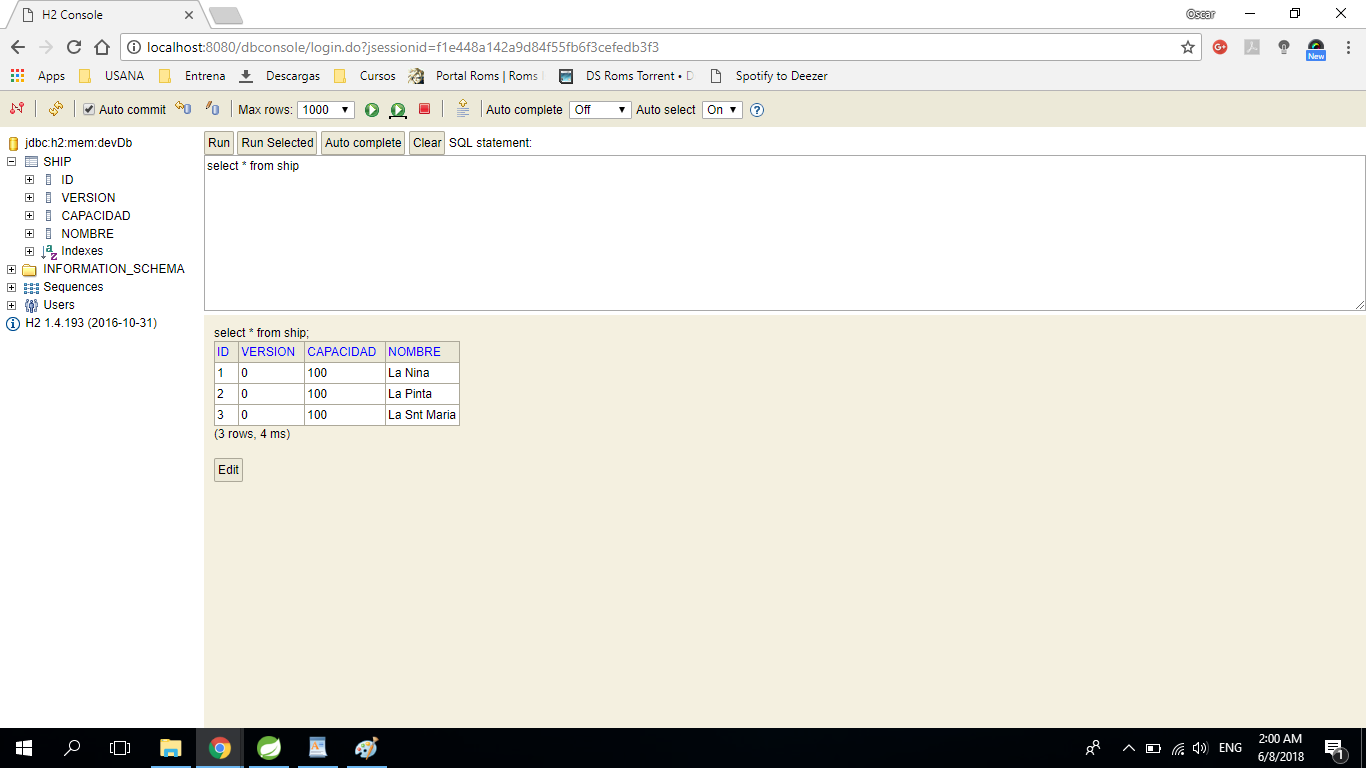 H2 Console
Oscar
localhost:8080/dbconsole/login.do?jsessionid=f1e448a142a9d84f55fb6f3cefedb3f3
New
Apps USANA Entrena Descargas Cursos Portal Roms | Roms DS Roms Torrent • D Spotify to Deezer
Auto commit Max rows: 1000 Auto complete Off Auto select On
jdbc:h2:mem:devDb
SHIP
ID
VERSION
CAPACIDAD
NOMBRE
Indexes
INFORMATION_SCHEMA
Sequences
Users
H2 1.4.193 (2016-10-31)
Run Run Selected Auto complete Clear SQL statement:
select * from ship
select * from ship;
ID VERSION CAPACIDAD NOMBRE
1 0 100 La Nina
2 0 100 La Pinta
3 0 100 La Snt Maria
(3 rows, 4 ms)
Edit
ENG
2:00 AM
6/8/2018
1